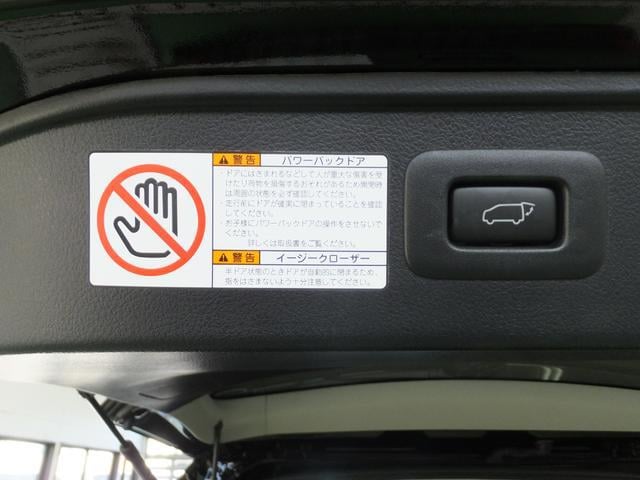 警告 パワーバックドア
・ドアにはさまれるなどして人が重大な傷害を受
けたり荷物を損傷するおそれがあるため開閉時
は周囲の状態を必ず確認してください。
・走行前にドアが確実に閉まっていることを確認
してください。
・お子様にパワーバックドアの操作をさせないで
ください。
詳しくは取扱書をご覧ください。
警告 イージークローザー
半ドア状態のときドアが自動的に閉まるため、
指をはさまないよう十分注意してください。